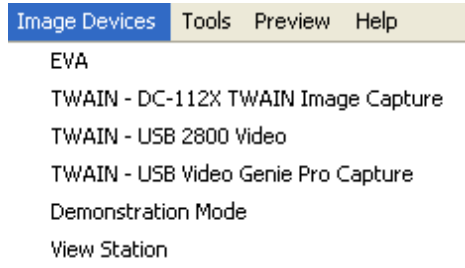 Image Devices Tools Preview Help
EVA
TWAIN - DC-112X TWAIN Image Capture
TWAIN - USB 2800 Video
TWAIN - USB Video Genie Pro Capture
Demonstration Mode
View Station